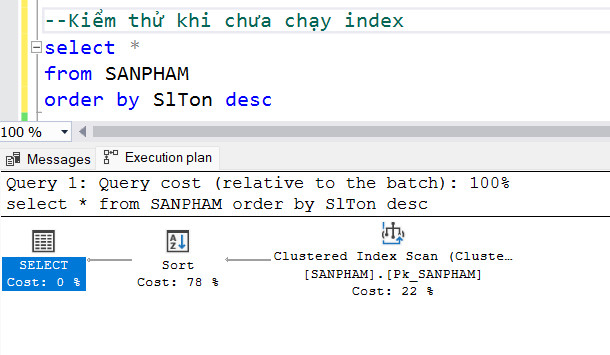 --Kiểm thử khi chưa chạy index
select *
from SANPHAM
order by SlTon desc
100 %
Messages Execution plan
Query 1: Query cost (relative to the batch): 100%
select * from SANPHAM order by SlTon desc
SELECT
Cost: 0 %
Sort
Cost: 78 %
Clustered Index Scan (Cluste…
[SANPHAM].[Pk_SANPHAM]
Cost: 22 %